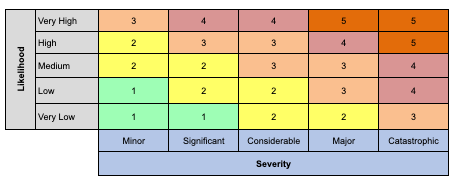 Likelihood
Very High 3 4 4 5 5
High 2 3 3 4 5
Medium 2 2 3 3 4
Low 1 2 2 3 4
Very Low 1 1 2 2 3
Minor Significant Considerable Major Catastrophic
Severity